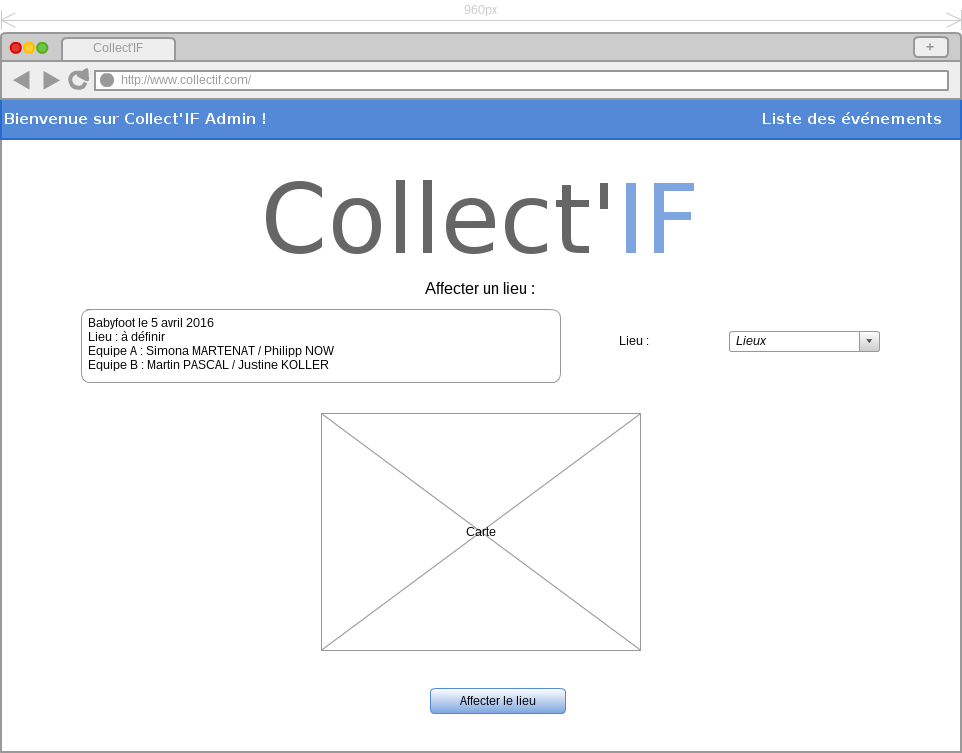 960px
Collect'IF
+
http://www.collectif.com/
Bienvenue sur Collect'IF Admin !
Liste des événements
Collect'IF
Affecter un lieu :
Babyfoot le 5 avril 2016
Lieu : à définir
Equipe A : Simona MARTENAT / Philipp NOW
Equipe B : Martin PASCAL / Justine KOLLER
Lieu :
Lieux
Carte
Affecter le lieu